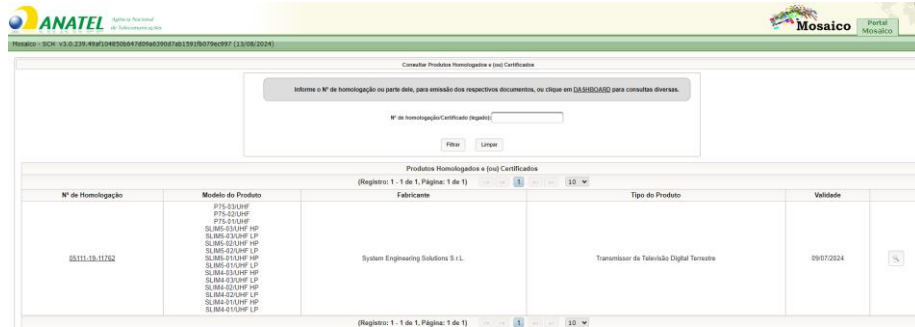 ANATEL
Agência Nacional
de Telecomunicações
Mosaico
Portal
Mosaico
Mosaico - SCH v3.0.239.49af104850b647d09a6390d7ab1591fb079ec997 (13/08/2024)
Consultar Produtos Homologados e (ou) Certificados
Informe o Nº de homologação ou parte dele, para emissão dos respectivos documentos, ou clique em DASHBOARD para consultas diversas.
Nº de homologação/Certificado (legado):
Filtrar Limpar
Produtos Homologados e (ou) Certificados
(Registro: 1 - 1 de 1, Página: 1 de 1) 1 10
Nº de Homologação Modelo do Produto Fabricante Tipo do Produto Validade
P75-03/UHF
P75-02/UHF
P75-01/UHF
SLIM5-03/UHF HP
SLIM5-03/UHF LP
SLIM5-02/UHF HP
SLIM5-02/UHF LP
SLIM5-01/UHF HP
05111-19-11762 SLIM5-01/UHF LP System Engineering Solutions S.r.L. Transmissor de Televisão Digital Terrestre 09/07/2024
SLIM4-03/UHF HP
SLIM4-03/UHF LP
SLIM4-02/UHF HP
SLIM4-02/UHF LP
SLIM4-01/UHF HP
SLIM4-01/UHF LP
(Registro: 1 - 1 de 1, Página: 1 de 1) 1 10